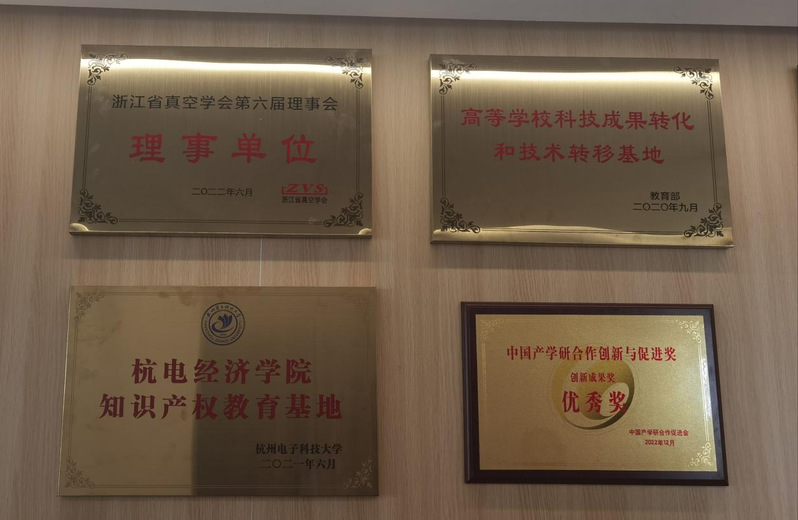 浙江省真空学会第六届理事会
理事单位
二〇二二年六月
ZVS
浙江省真空学会
高等学校科技成果转化
和技术转移基地
教育部
二〇二〇年九月
杭电经济学院
知识产权教育基地
杭州电子科技大学
二〇二一年六月
中国产学研合作创新与促进奖
创新成果奖
优秀奖
中国产学研合作促进会
2022年12月